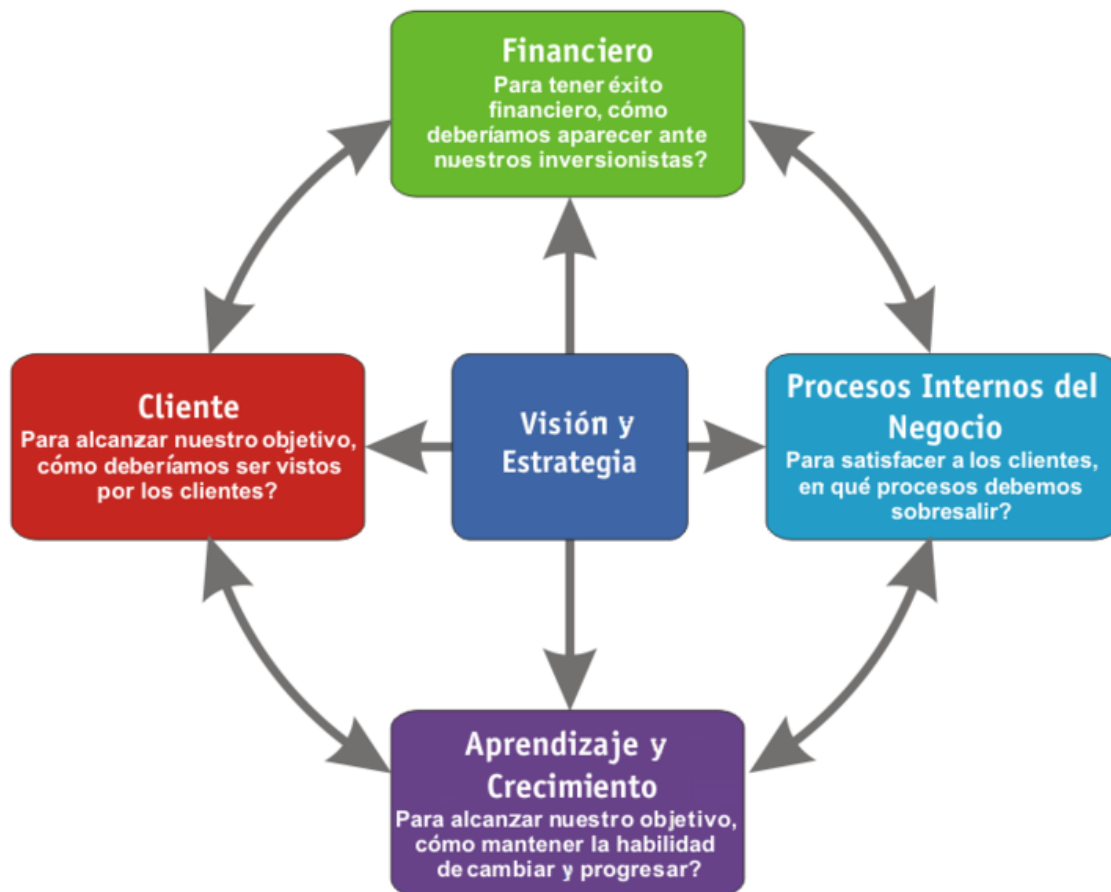 Financiero
Para tener éxito
financiero, cómo
deberíamos aparecer ante
nuestros inversionistas?
Cliente
Para alcanzar nuestro objetivo,
cómo deberíamos ser vistos
por los clientes?
Visión y
Estrategia
Procesos Internos del
Negocio
Para satisfacer a los clientes,
en qué procesos debemos
sobresalir?
Aprendizaje y
Crecimiento
Para alcanzar nuestro objetivo,
cómo mantener la habilidad
de cambiar y progresar?